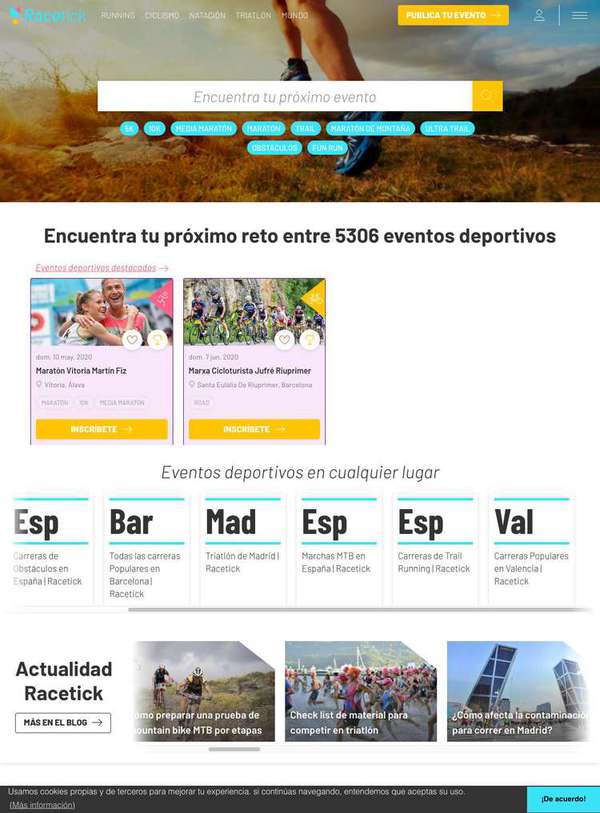 Racetick
RUNNING CICLISMO NATACIÓN TRIATLÓN MUNDO
PUBLICA TU EVENTO
Encuentra tu próximo evento
5K 10K MEDIA MARATÓN MARATÓN TRAIL MARATÓN DE MONTAÑA ULTRA TRAIL
OBSTÁCULOS FUN RUN
Encuentra tu próximo reto entre 5306 eventos deportivos
Eventos deportivos destacados
dom, 10 may. 2020
Maratón Vitoria Martín Fiz
Vitoria, Álava
MARATÓN 10K MEDIA MARATÓN
INSCRÍBETE
dom, 7 jun. 2020
Marxa Cicloturista Jufré Riuprimer
Santa Eulalia De Riuprimer, Barcelona
ROAD
INSCRÍBETE
Eventos deportivos en cualquier lugar
Esp
Carreras de
Obstáculos en
España | Racetick
Bar
Todas las carreras
Populares en
Barcelona |
Racetick
Mad
Triatlón de Madrid |
Racetick
Esp
Marchas MTB en
España | Racetick
Esp
Carreras de Trail
Running | Racetick
Val
Carreras Populares
en Valencia |
Racetick
Actualidad
Racetick
MÁS EN EL BLOG
ómo preparar una prueba de
ountain bike MTB por etapas
Check list de material para
competir en triatlón
¿Cómo afecta la contaminación
para correr en Madrid?
Usamos cookies propias y de terceros para mejorar tu experiencia. si continúas navegando, entendemos que aceptas su uso.
(Más información)
¡De acuerdo!